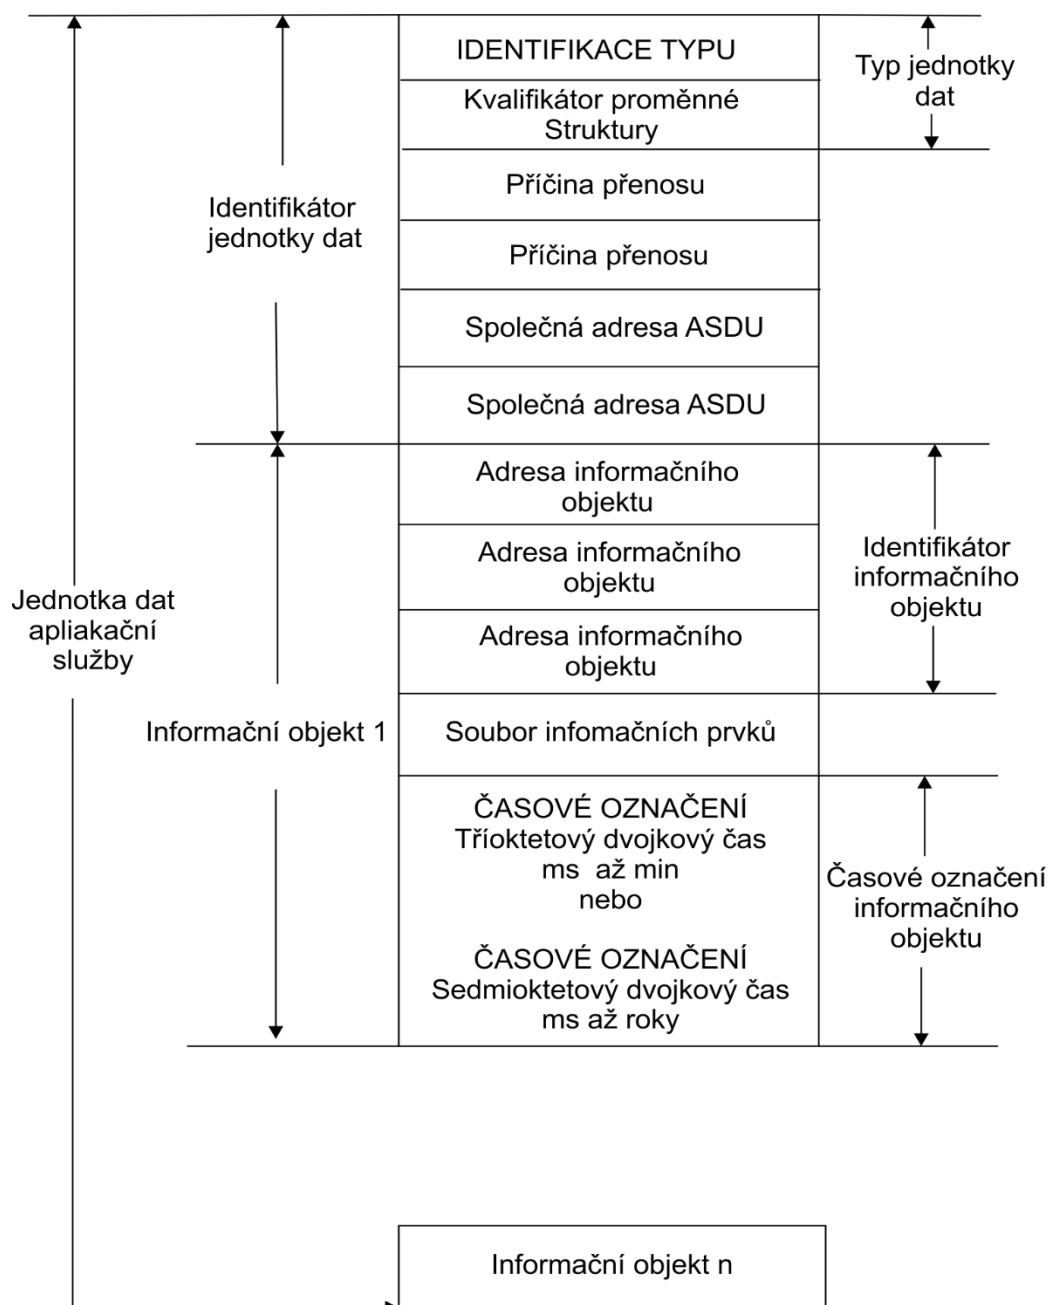 IDENTIFIKACE TYPU
Typ jednotky
dat
Kvalifikátor proměnné
Struktury
Příčina přenosu
Identifikátor
jednotky dat
Příčina přenosu
Společná adresa ASDU
Společná adresa ASDU
Adresa informačního
objektu
Adresa informačního
objektu
Identifikátor
informačního
objektu
Jednotka dat
apliakační
služby
Adresa informačního
objektu
Informační objekt 1
Soubor infomačních prvků
ČASOVÉ OZNAČENÍ
Tříoktetový dvojkový čas
ms až min
nebo
Časové označení
informačního
objektu
ČASOVÉ OZNAČENÍ
Sedmioktetový dvojkový čas
ms až roky
Informační objekt n